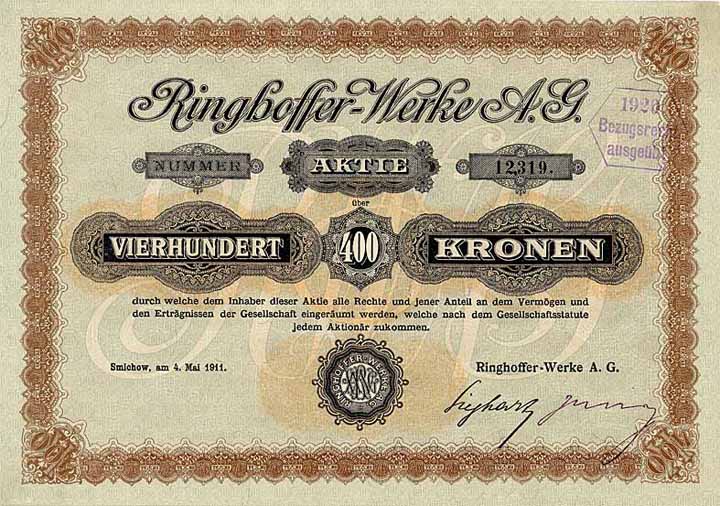 400 400
Ringhoffer-Werke A.G.
1920
Bezugsrecht
ausgeübt
NUMMER AKTIE 12,319.
über
VIERHUNDERT 400 KRONEN
durch welche dem Inhaber dieser Aktie alle Rechte und jener Anteil an dem Vermögen und
den Erträgnissen der Gesellschaft eingeräumt werden, welche nach dem Gesellschaftsstatute
jedem Aktionär zukommen.
Smichow, am 4. Mai 1911.
RINGHOFFER-WERKE A.G.
Ringhoffer-Werke A. G.
Sieghart
400 400